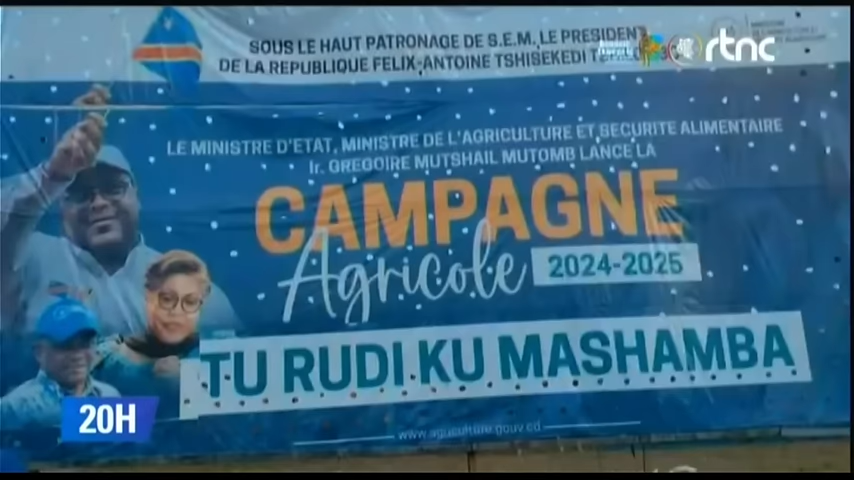 SOUS LE HAUT PATRONAGE DE S.E.M. LE PRESIDENT
DE LA REPUBLIQUE FELIX-ANTOINE TSHISEKEDI
rtnc
LE MINISTRE D'ETAT, MINISTRE DE L'AGRICULTURE ET SECURITE ALIMENTAIRE
Ir. GREGOIRE MUTSHAIL MUTOMB LANCE LA
CAMPAGNE
Agricole 2024-2025
TU RUDI KU MASHAMBA
20H
www.agriculture.gouv.cd